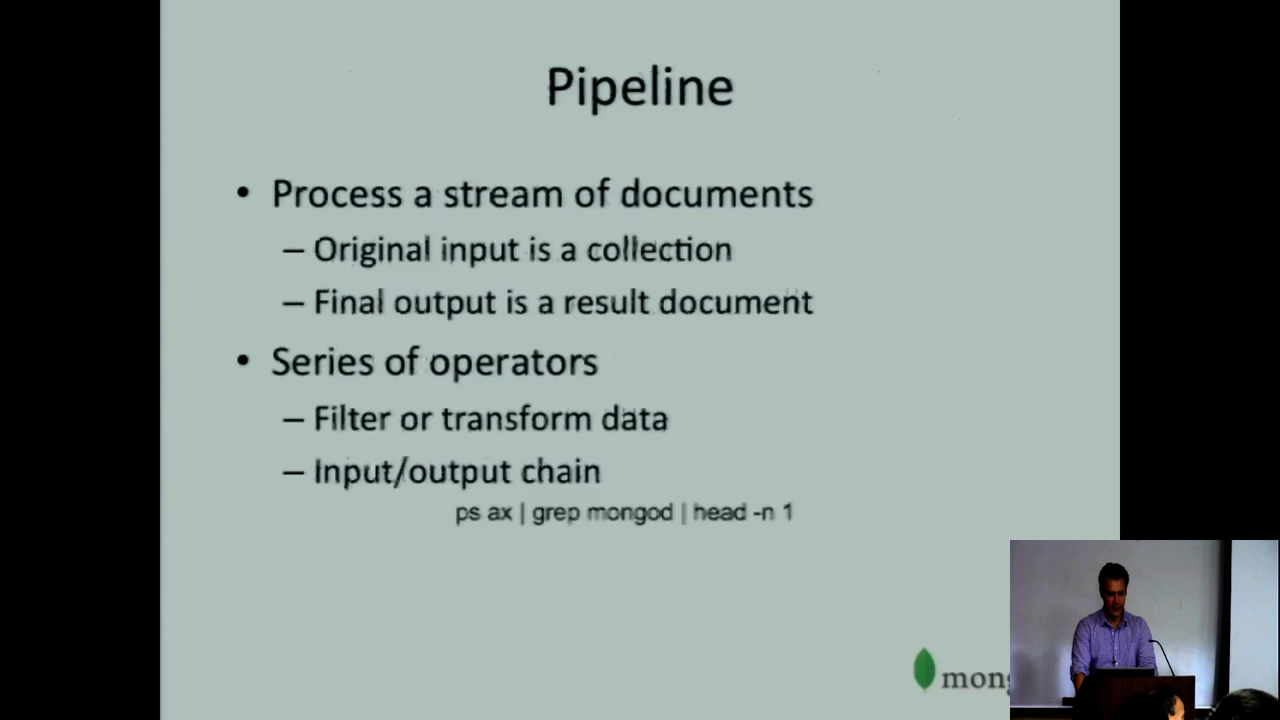 Pipeline
• Process a stream of documents
– Original input is a collection
– Final output is a result document
• Series of operators
– Filter or transform data
– Input/output chain
ps ax | grep mongod | head -n 1
mong